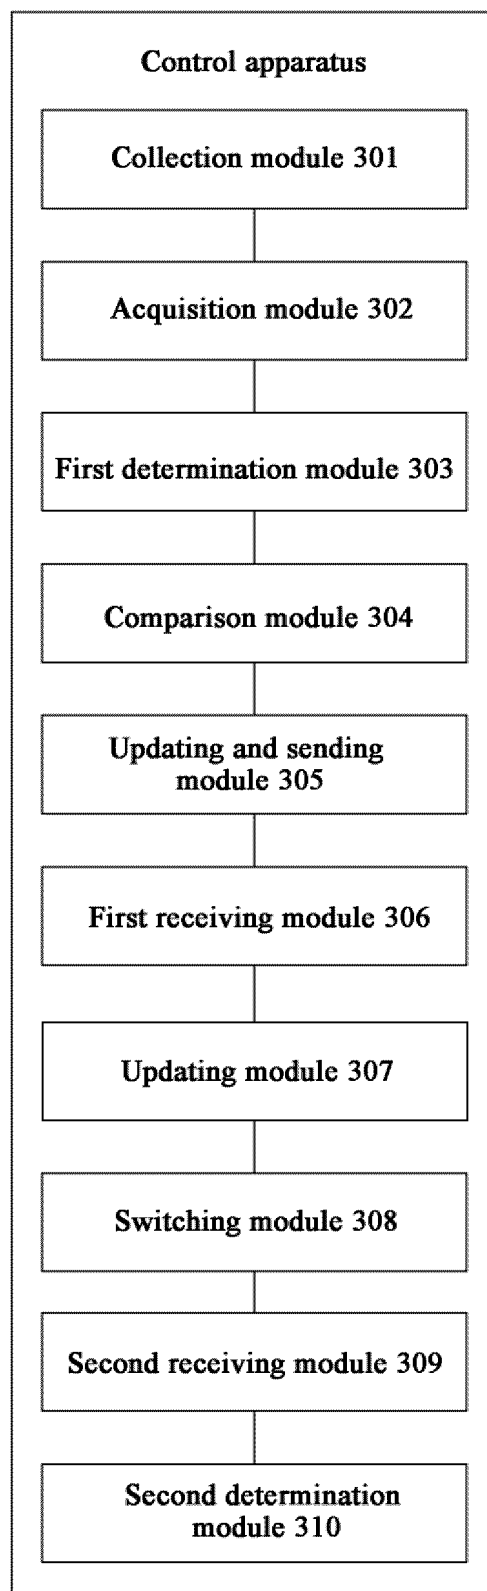 Control apparatus
Collection module 301
Acquisition module 302
First determination module 303
Comparison module 304
Updating and sending
module 305
First receiving module 306
Updating module 307
Switching module 308
Second receiving module 309
Second determination
module 310